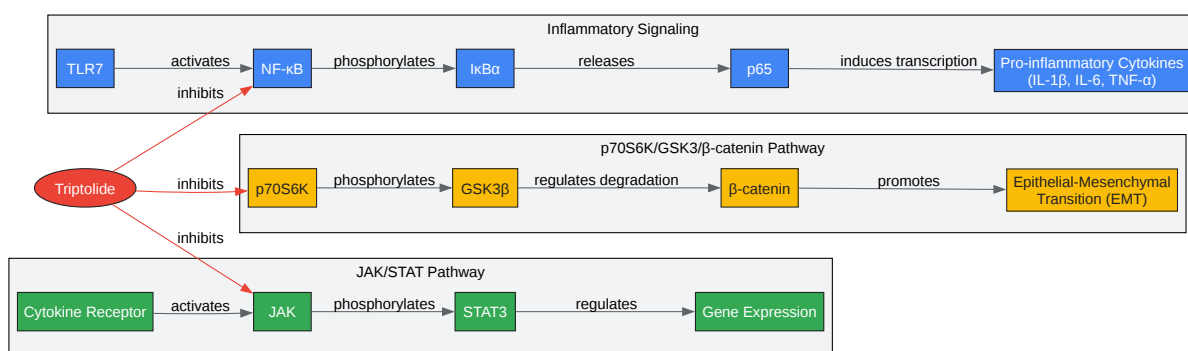 Inflammatory Signaling
TLR7
activates
NF-κB
phosphorylates
IκBα
releases
p65
induces transcription
Pro-inflammatory Cytokines
(IL-1β, IL-6, TNF-α)
inhibits
p70S6K/GSK3/β-catenin Pathway
Triptolide
inhibits
p70S6K
phosphorylates
GSK3β
regulates degradation
β-catenin
promotes
Epithelial-Mesenchymal
Transition (EMT)
inhibits
JAK/STAT Pathway
Cytokine Receptor
activates
JAK
phosphorylates
STAT3
regulates
Gene Expression